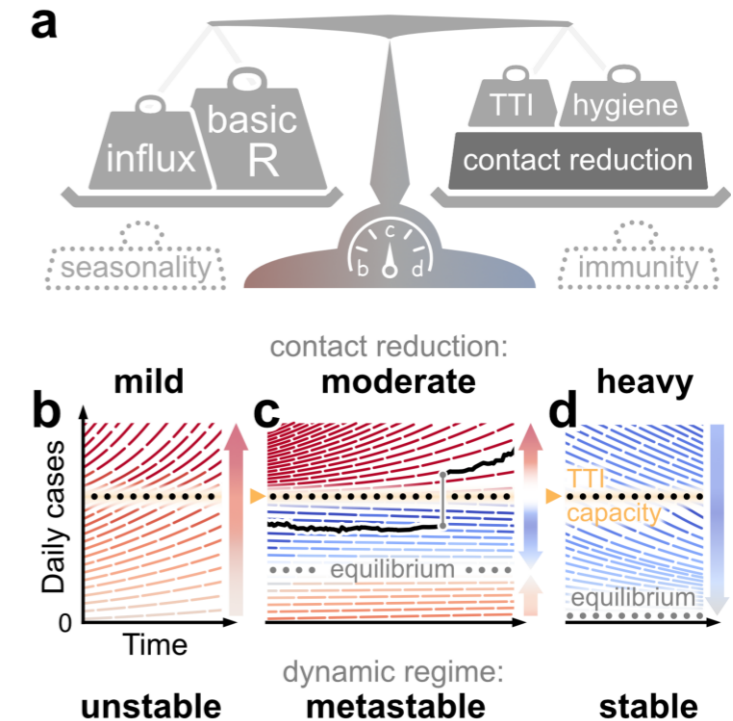 a
basic
R
influx
TTI
hygiene
contact reduction
seasonality
b c d
immunity
contact reduction:
mild
moderate
heavy
b
c
d
Daily cases
TTI
capacity
equilibrium
equilibrium
0
Time
dynamic regime:
unstable
metastable
stable